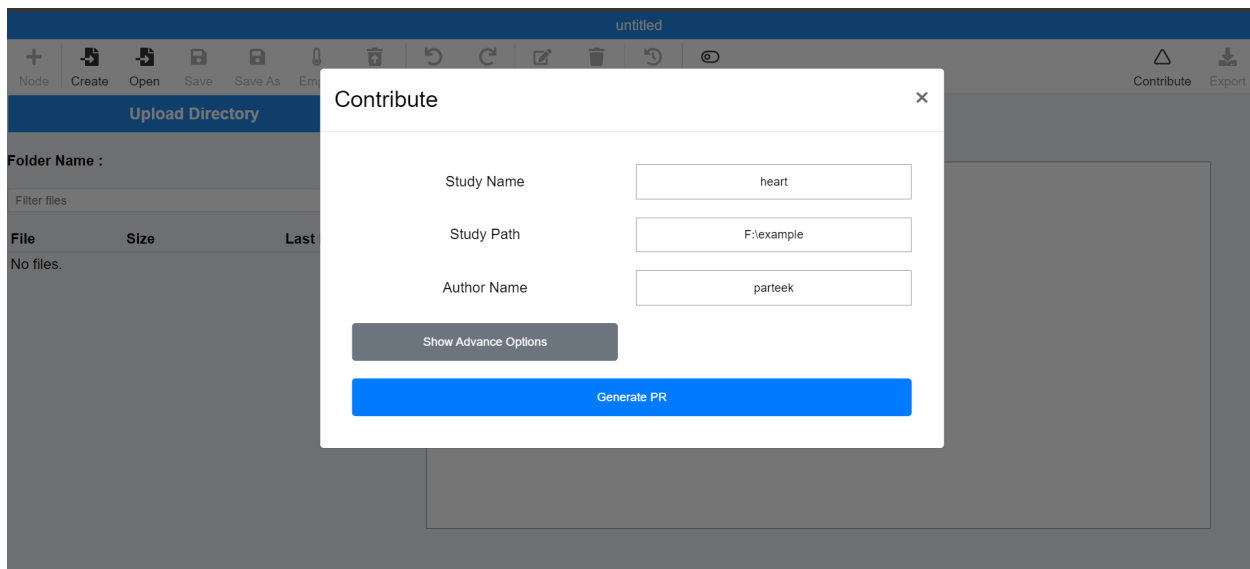 untitled
Node Create Open Save Save As Em
Contribute Export
Upload Directory
Folder Name :
Filter files
File Size Last
No files.
Contribute ×
Study Name heart
Study Path F:\example
Author Name parteek
Show Advance Options
Generate PR